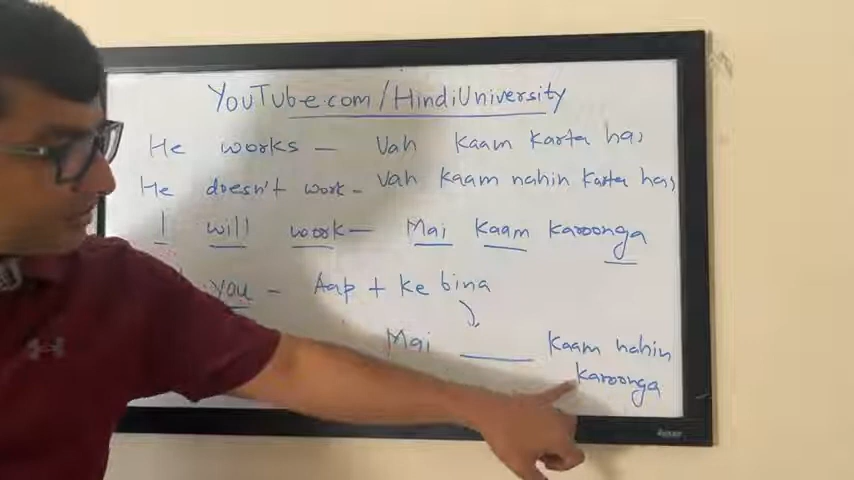 YouTube.com/HindiUniversity
He works - Vah kaam karta hai
He doesn't work - Vah kaam nahin karta hai
I will work - Mai kaam karoonga
you - Aap + ke bina
Mai ______ kaam nahin
karoonga